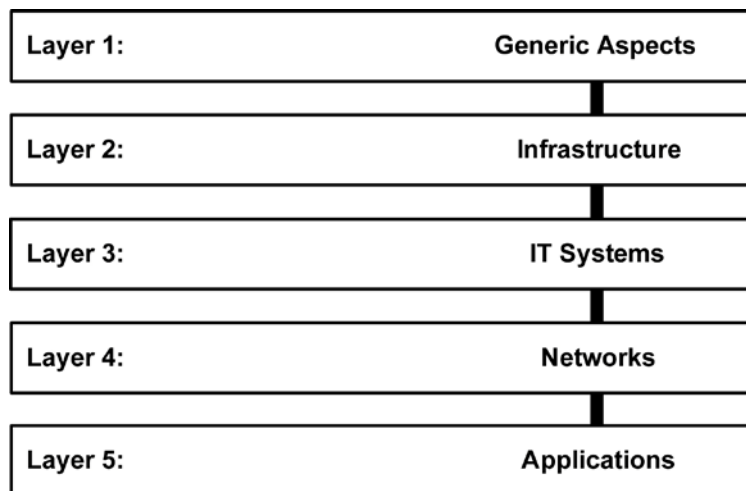 Layer 1: Generic Aspects
Layer 2: Infrastructure
Layer 3: IT Systems
Layer 4: Networks
Layer 5: Applications